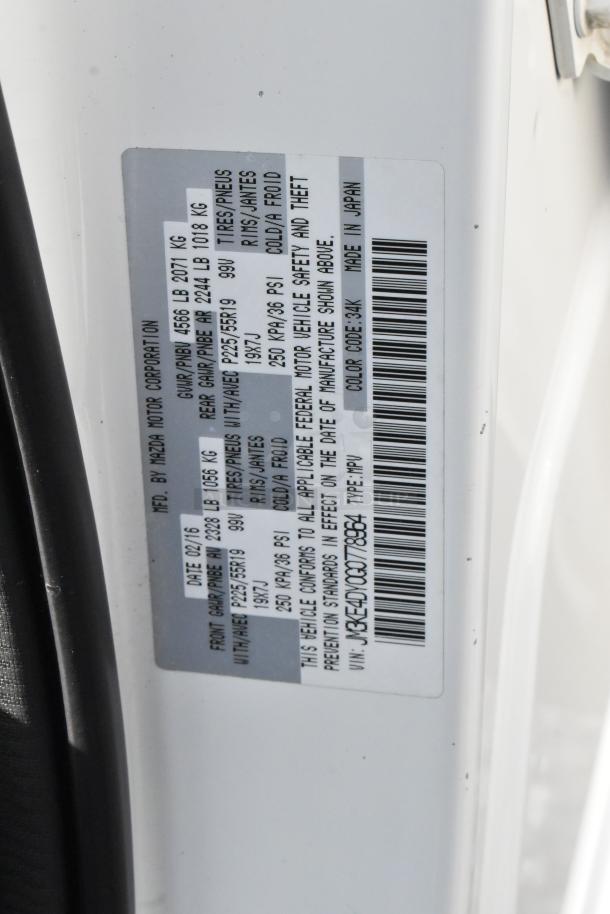 MFD. BY MAZDA MOTOR CORPORATION
DATE 02/16 GVWR/PNBV 4566 LB 2071 KG
FRONT GAWR/PNBE AV 2328 LB 1056 KG REAR GAWR/PNBE AR 2244 LB 1018 KG
WITH/AVEC P225/55R19 99V TIRES/PNEUS WITH/AVEC P225/55R19 99V TIRES/PNEUS
19X7J RIMS/JANTES 19X7J RIMS/JANTES
250 KPA/36 PSI COLD/A FROID 250 KPA/36 PSI COLD/A FROID
THIS VEHICLE CONFORMS TO ALL APPLICABLE FEDERAL MOTOR VEHICLE SAFETY AND THEFT
PREVENTION STANDARDS IN EFFECT ON THE DATE OF MANUFACTURE SHOWN ABOVE.
VIN: JM3KE4DY0G0778964 TYPE:MPV COLOR CODE:34K MADE IN JAPAN